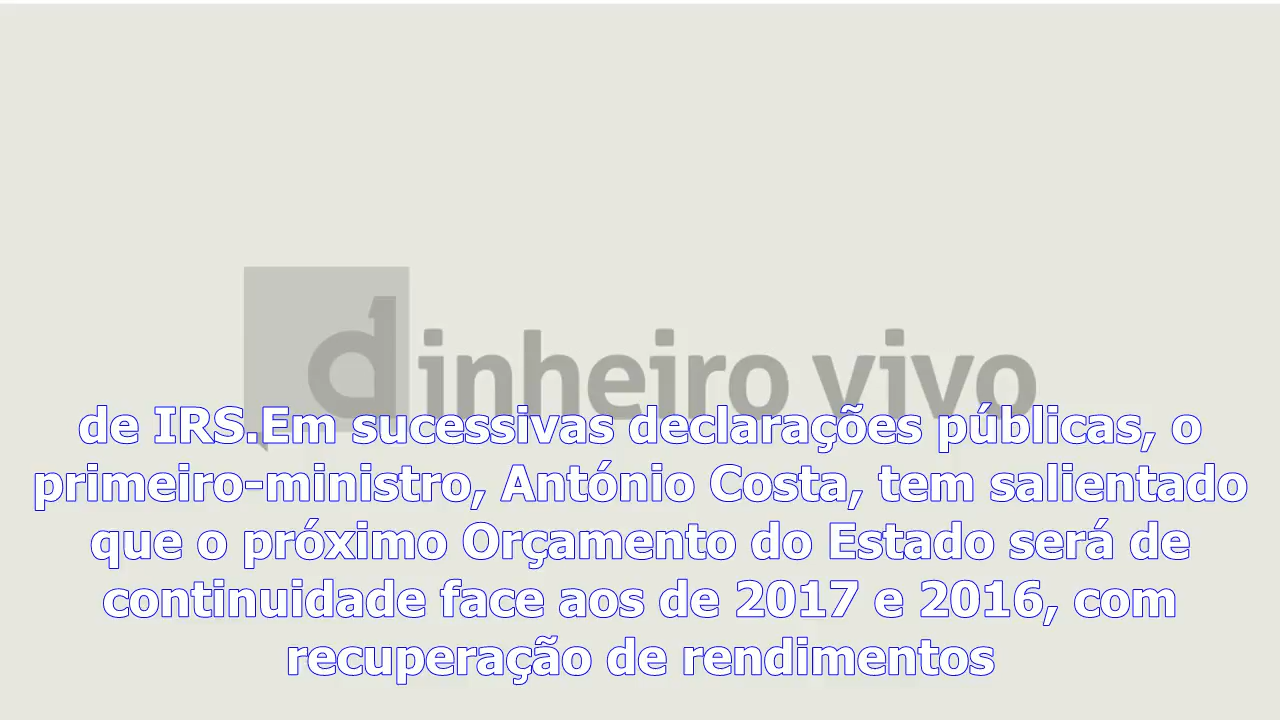 dinheiro vivo
de IRS.Em sucessivas declarações públicas, o
primeiro-ministro, António Costa, tem salientado
que o próximo Orçamento do Estado será de
continuidade face aos de 2017 e 2016, com
recuperação de rendimentos